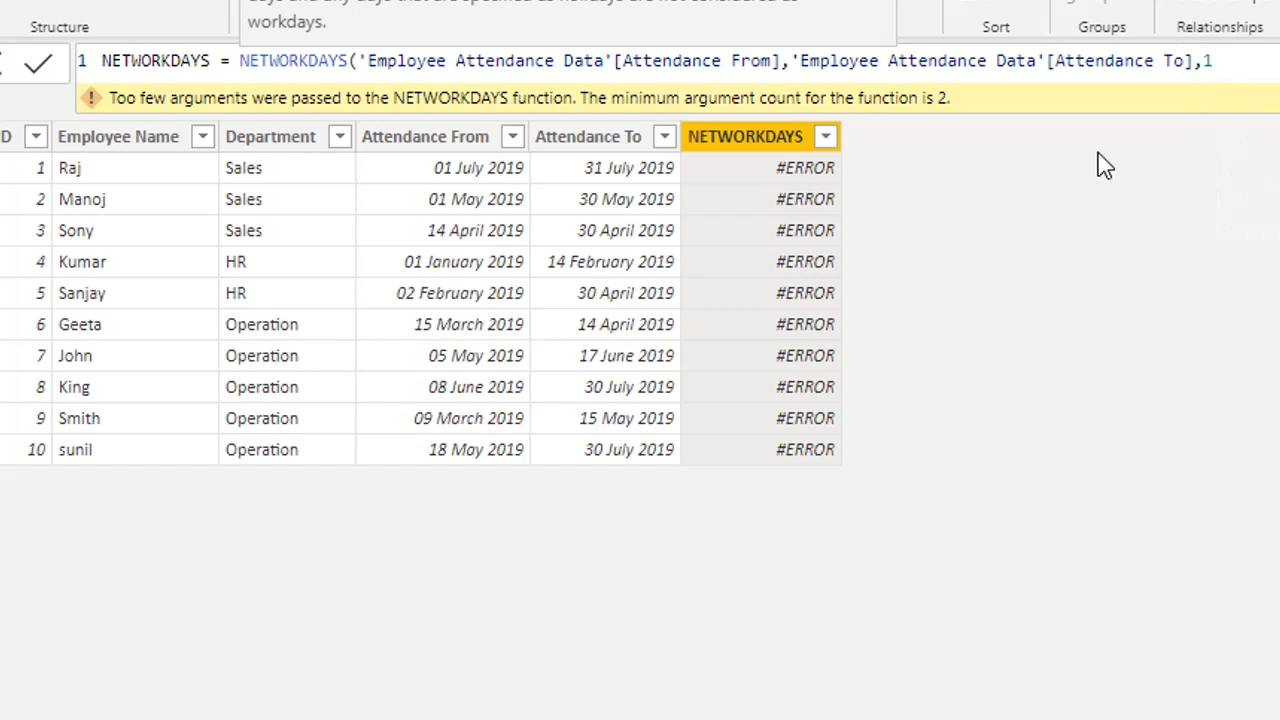 workdays.
Structure
Sort
Groups
Relationships
1 NETWORKDAYS = NETWORKDAYS('Employee Attendance Data'[Attendance From],'Employee Attendance Data'[Attendance To],1
Too few arguments were passed to the NETWORKDAYS function. The minimum argument count for the function is 2.
D Employee Name Department Attendance From Attendance To NETWORKDAYS
1 Raj Sales 01 July 2019 31 July 2019 #ERROR
2 Manoj Sales 01 May 2019 30 May 2019 #ERROR
3 Sony Sales 14 April 2019 30 April 2019 #ERROR
4 Kumar HR 01 January 2019 14 February 2019 #ERROR
5 Sanjay HR 02 February 2019 30 April 2019 #ERROR
6 Geeta Operation 15 March 2019 14 April 2019 #ERROR
7 John Operation 05 May 2019 17 June 2019 #ERROR
8 King Operation 08 June 2019 30 July 2019 #ERROR
9 Smith Operation 09 March 2019 15 May 2019 #ERROR
10 sunil Operation 18 May 2019 30 July 2019 #ERROR